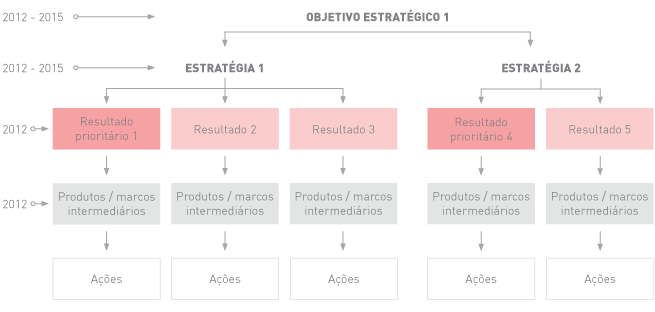 2012 - 2015
OBJETIVO ESTRATÉGICO 1
2012 - 2015
ESTRATÉGIA 1
ESTRATÉGIA 2
2012
Resultado
prioritário 1
Resultado 2
Resultado 3
Resultado
prioritário 4
Resultado 5
2012
Produtos / marcos
intermediários
Produtos / marcos
intermediários
Produtos / marcos
intermediários
Produtos / marcos
intermediários
Produtos / marcos
intermediários
Ações
Ações
Ações
Ações
Ações